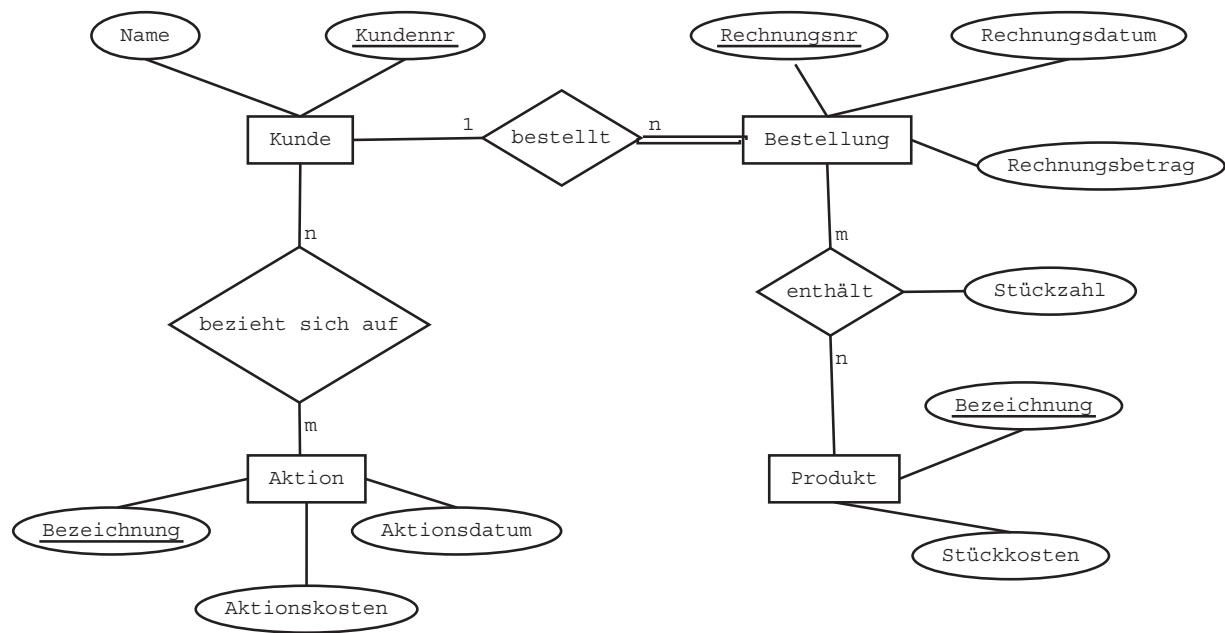 Name
Kundennr
Rechnungsnr
Rechnungsdatum
Kunde
1
bestellt
n
Bestellung
Rechnungsbetrag
n
m
bezieht sich auf
enthält
Stückzahl
n
m
Bezeichnung
Aktion
Produkt
Bezeichnung
Aktionsdatum
Stückkosten
Aktionskosten